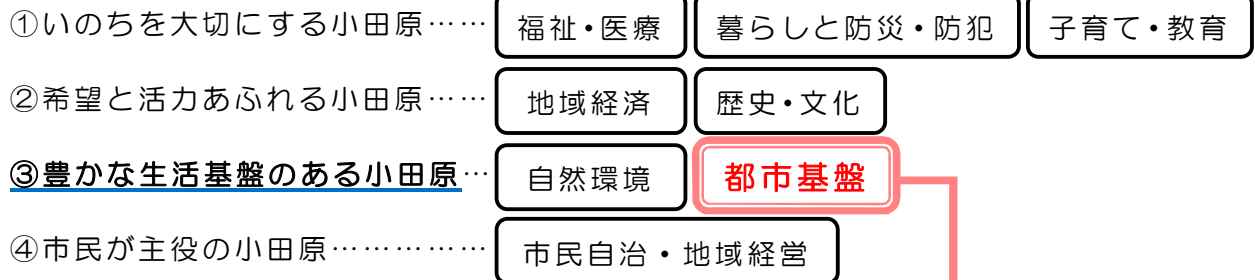 ①いのちを大切にする小田原…… 福祉・医療 暮らしと防災・防犯 子育て・教育
②希望と活力あふれる小田原…… 地域経済 歴史・文化
③豊かな生活基盤のある小田原… 自然環境 都市基盤
④市民が主役の小田原…………… 市民自治・地域経営